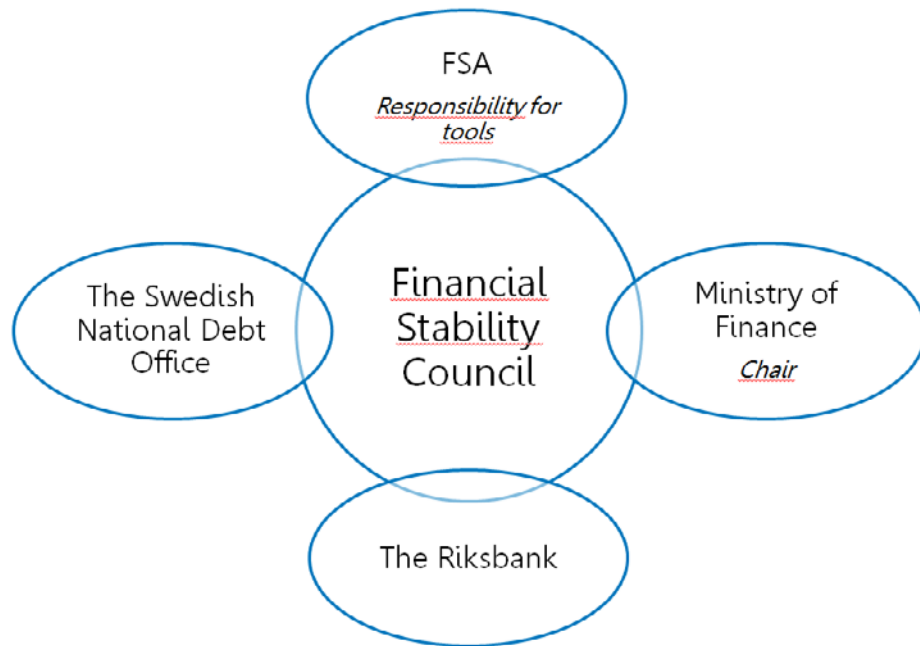 FSA
Responsibility for
tools
The Swedish
National Debt
Office
Financial
Stability
Council
Ministry of
Finance
Chair
The Riksbank